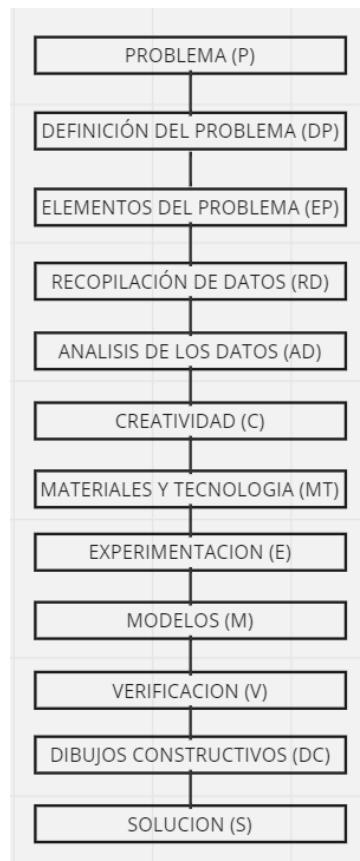 PROBLEMA (P)
DEFINICIÓN DEL PROBLEMA (DP)
ELEMENTOS DEL PROBLEMA (EP)
RECOPILACIÓN DE DATOS (RD)
ANALISIS DE LOS DATOS (AD)
CREATIVIDAD (C)
MATERIALES Y TECNOLOGIA (MT)
EXPERIMENTACION (E)
MODELOS (M)
VERIFICACION (V)
DIBUJOS CONSTRUCTIVOS (DC)
SOLUCION (S)